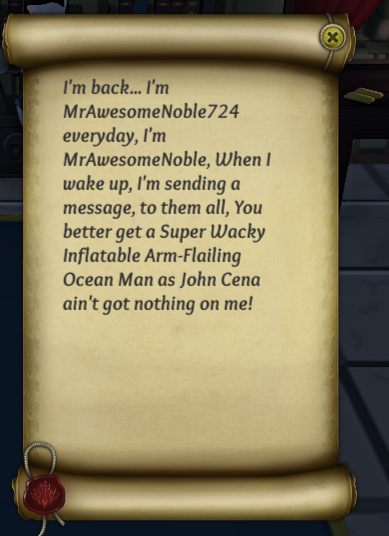 I'm back... I'm
MrAwesomeNoble724
everyday, I'm
MrAwesomeNoble, When I
wake up, I'm sending a
message, to them all, You
better get a Super Wacky
Inflatable Arm-Flailing
Ocean Man as John Cena
ain't got nothing on me!